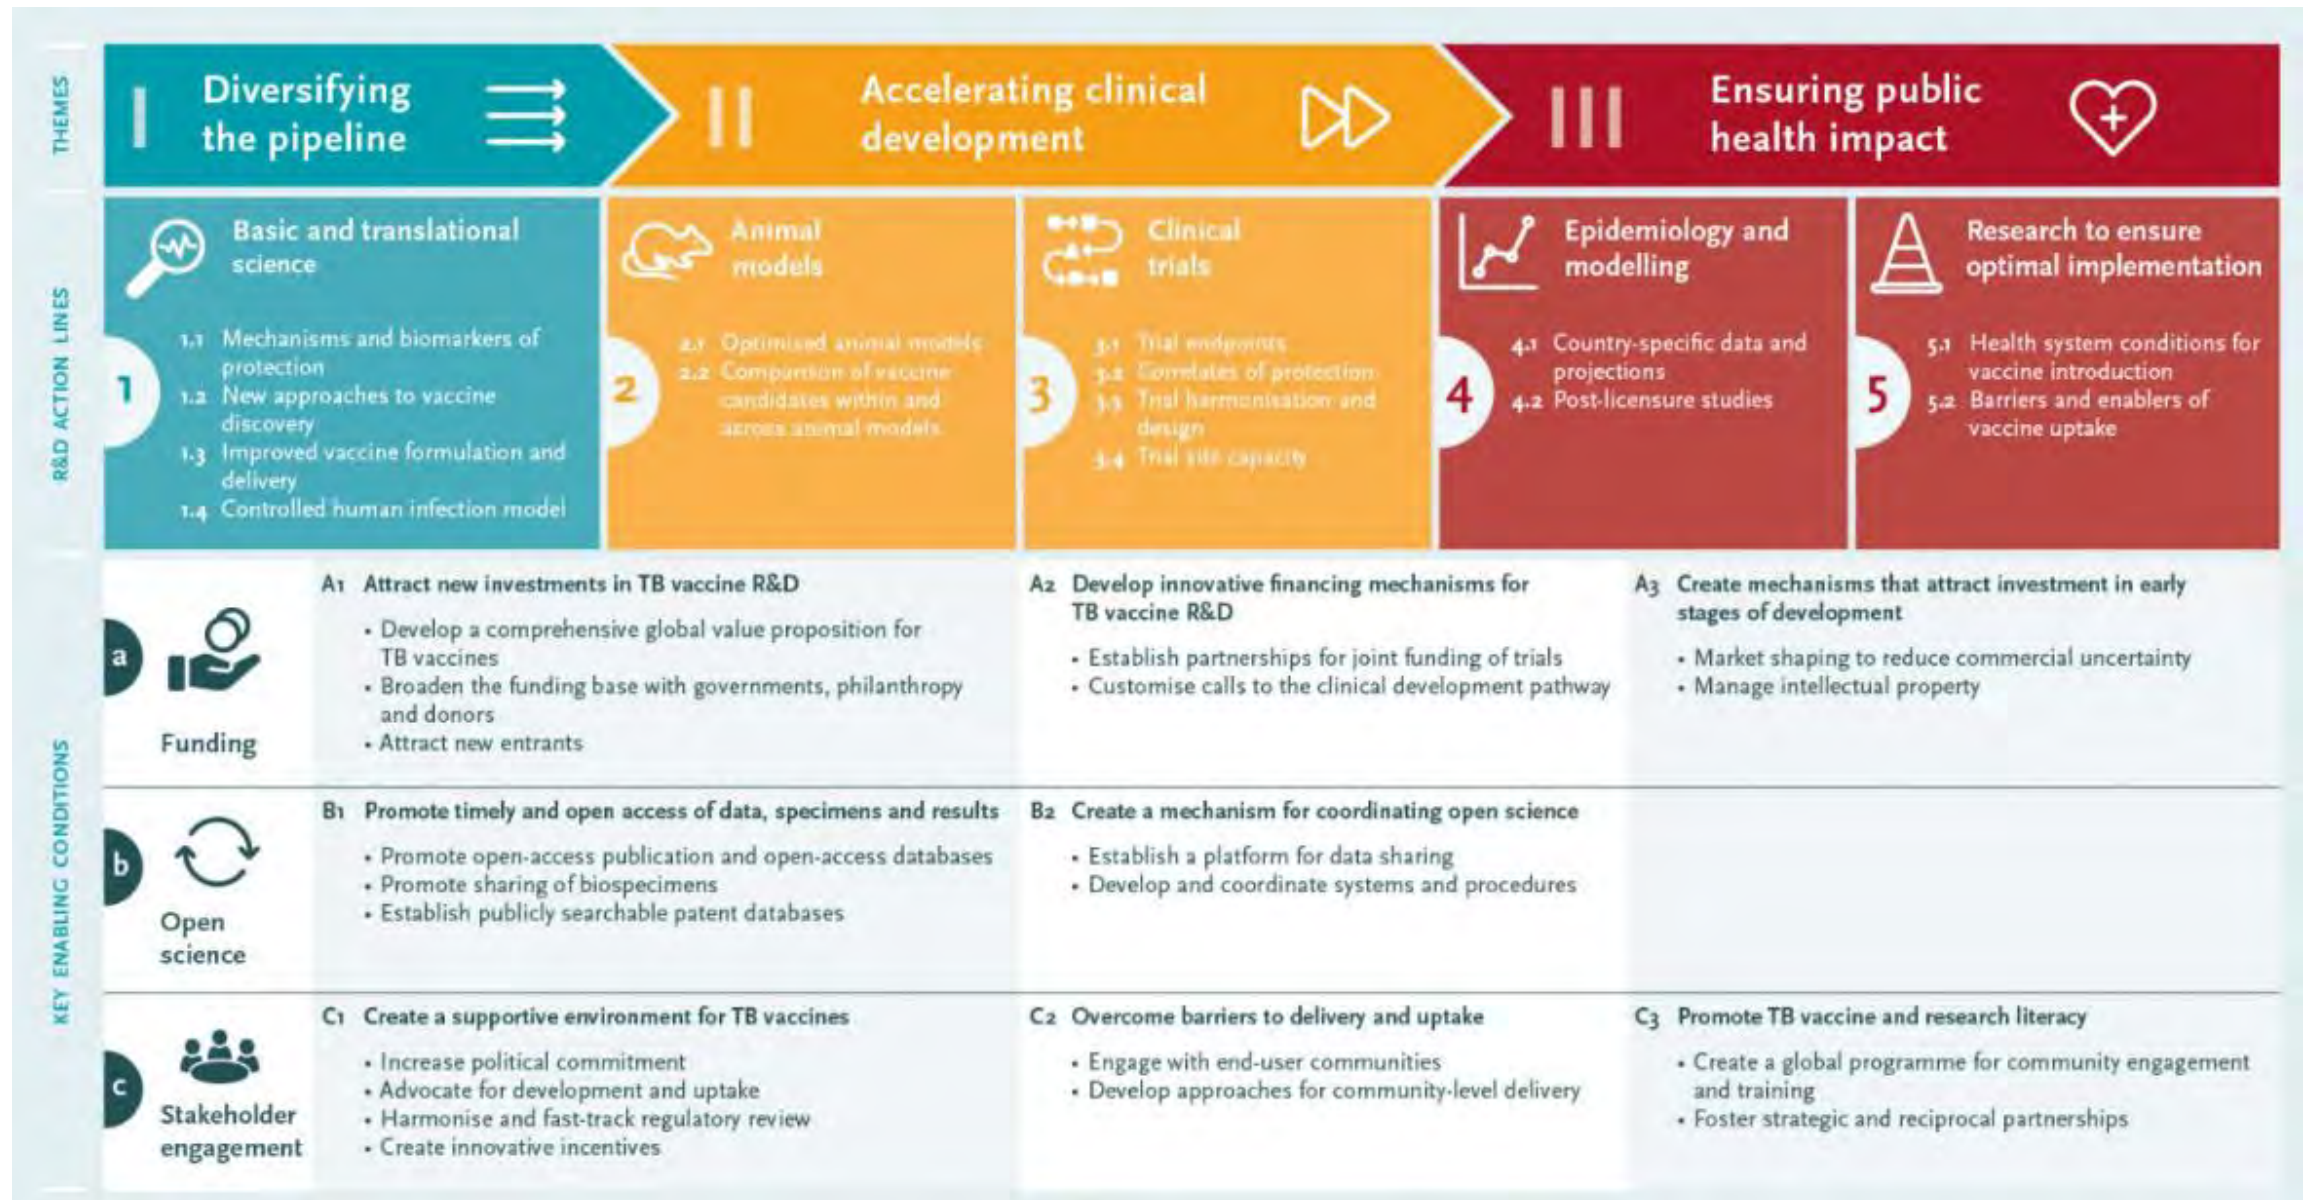 THEMES
I
Diversifying
the pipeline
II
Accelerating clinical
development
III
Ensuring public
health impact
R&D ACTION LINES
1
Basic and translational
science
1.1 Mechanisms and biomarkers of
protection
1.2 New approaches to vaccine
discovery
1.3 Improved vaccine formulation and
delivery
1.4 Controlled human infection model
2
Animal
models
2.1 Optimised animal models
2.2 Comparison of vaccine
candidates within and
across animal models
3
Clinical
trials
3.1 Trial endpoints
3.2 Correlates of protection
3.3 Trial harmonisation and
design
3.4 Trial site capacity
4
Epidemiology and
modelling
4.1 Country-specific data and
projections
4.2 Post-licensure studies
5
Research to ensure
optimal implementation
5.1 Health system conditions for
vaccine introduction
5.2 Barriers and enablers of
vaccine uptake
KEY ENABLING CONDITIONS
a
Funding
A1 Attract new investments in TB vaccine R&D
• Develop a comprehensive global value proposition for
TB vaccines
• Broaden the funding base with governments, philanthropy
and donors
• Attract new entrants
A2 Develop innovative financing mechanisms for
TB vaccine R&D
• Establish partnerships for joint funding of trials
• Customise calls to the clinical development pathway
A3 Create mechanisms that attract investment in early
stages of development
• Market shaping to reduce commercial uncertainty
• Manage intellectual property
b
Open
science
B1 Promote timely and open access of data, specimens and results
• Promote open-access publication and open-access databases
• Promote sharing of biospecimens
• Establish publicly searchable patent databases
B2 Create a mechanism for coordinating open science
• Establish a platform for data sharing
• Develop and coordinate systems and procedures
c
Stakeholder
engagement
C1 Create a supportive environment for TB vaccines
• Increase political commitment
• Advocate for development and uptake
• Harmonise and fast-track regulatory review
• Create innovative incentives
C2 Overcome barriers to delivery and uptake
• Engage with end-user communities
• Develop approaches for community-level delivery
C3 Promote TB vaccine and research literacy
• Create a global programme for community engagement
and training
• Foster strategic and reciprocal partnerships